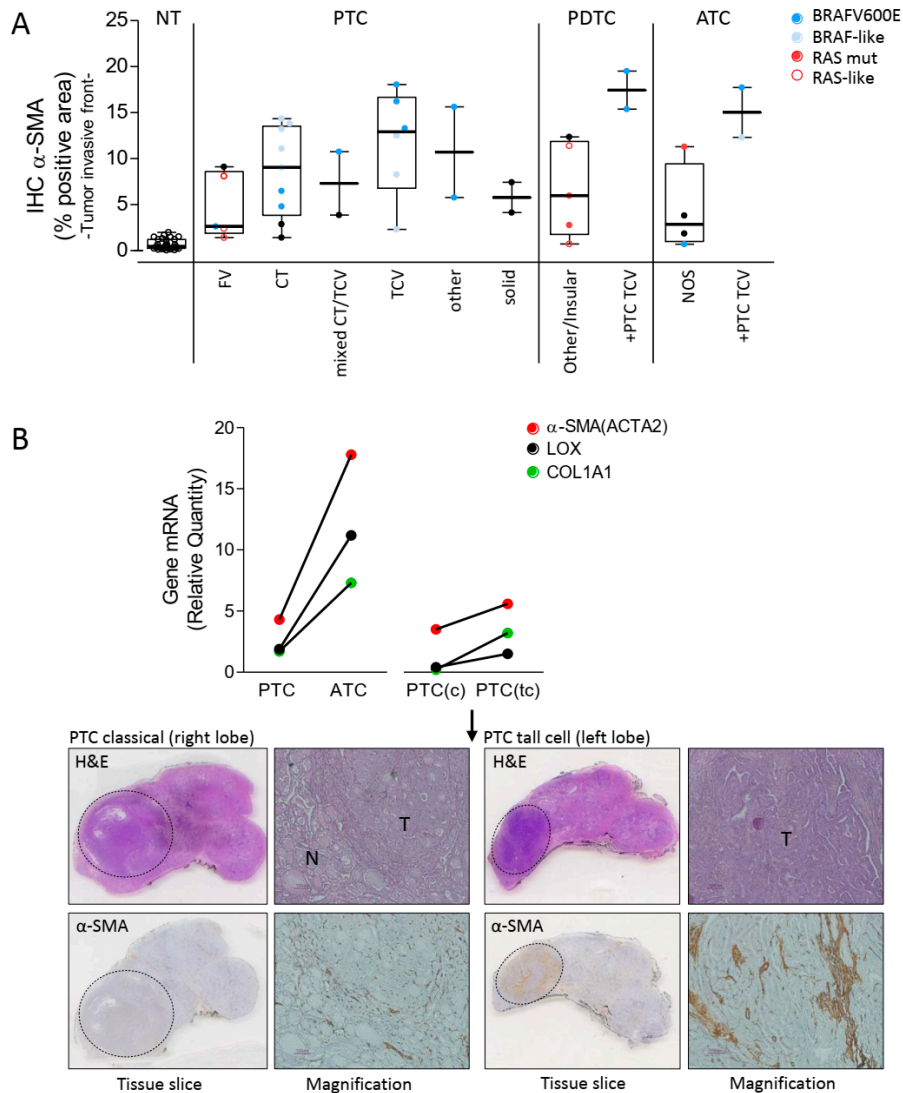 A
NT
PTC
PDTC
ATC
BRAFV600E
BRAF-like
RAS mut
RAS-like
IHC α-SMA
(% positive area)
-Tumor invasive front-
25
20
15
10
5
0
FV
CT
mixed CT/TCV
TCV
other
solid
Other/Insular
+PTC TCV
NOS
+PTC TCV
B
α-SMA(ACTA2)
LOX
COL1A1
Gene mRNA
(Relative Quantity)
20
15
10
5
0
PTC
ATC
PTC(c)
PTC(tc)
PTC classical (right lobe)
PTC tall cell (left lobe)
H&E
T
N
H&E
T
α-SMA
α-SMA
Tissue slice
Magnification
Tissue slice
Magnification